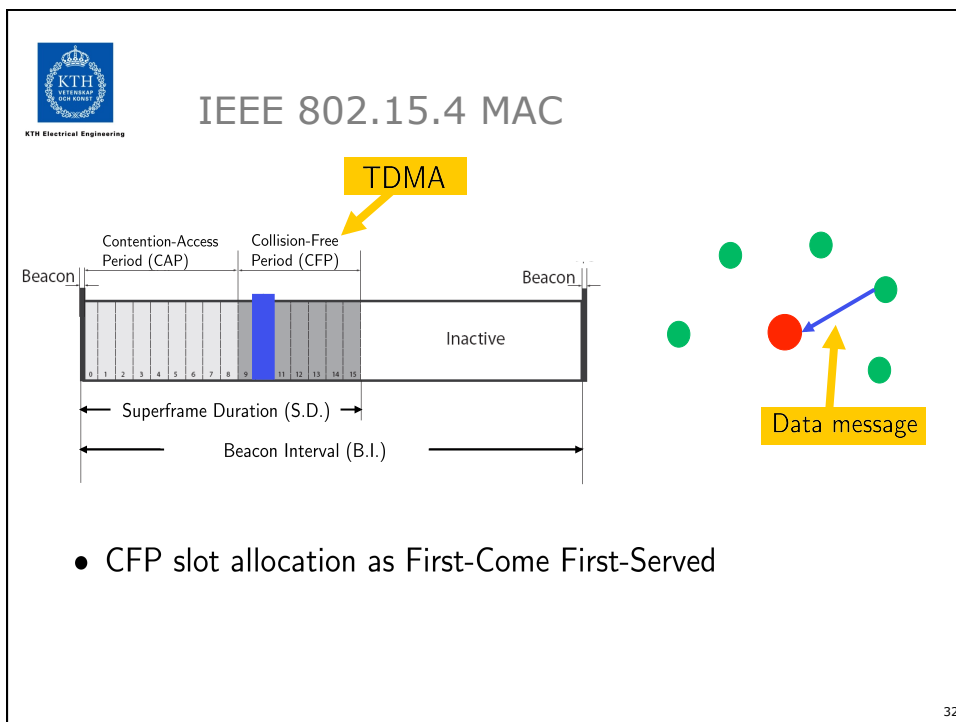 KTH
VETENSKAP
OCH KONST
KTH Electrical Engineering
IEEE 802.15.4 MAC
TDMA
Contention-Access
Period (CAP)
Collision-Free
Period (CFP)
Beacon
Beacon
Inactive
0 1 2 3 4 5 6 7 8 9 11 12 13 14 15
Superframe Duration (S.D.)
Beacon Interval (B.I.)
Data message
• CFP slot allocation as First-Come First-Served
32